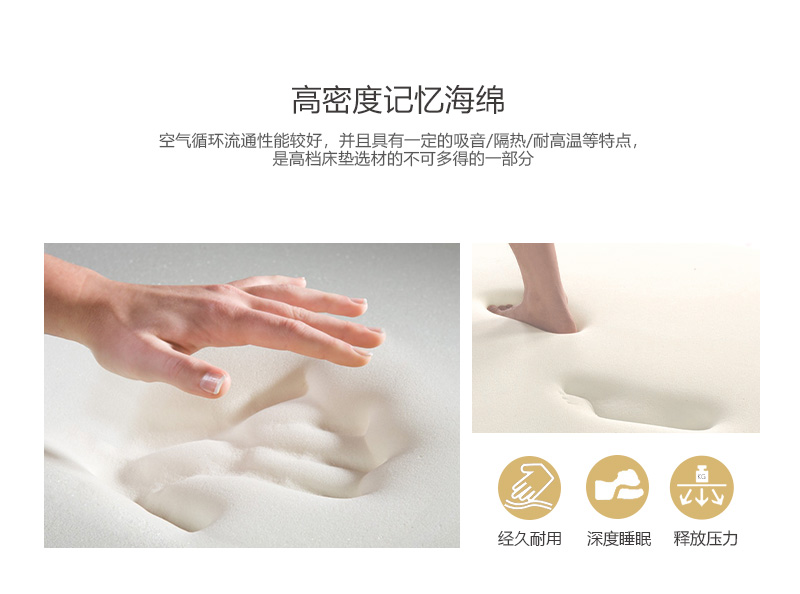 高密度记忆海绵
空气循环流通性能较好，并且具有一定的吸音/隔热/耐高温等特点，
是高档床垫选材的不可多得的一部分
KG
经久耐用
深度睡眠
释放压力